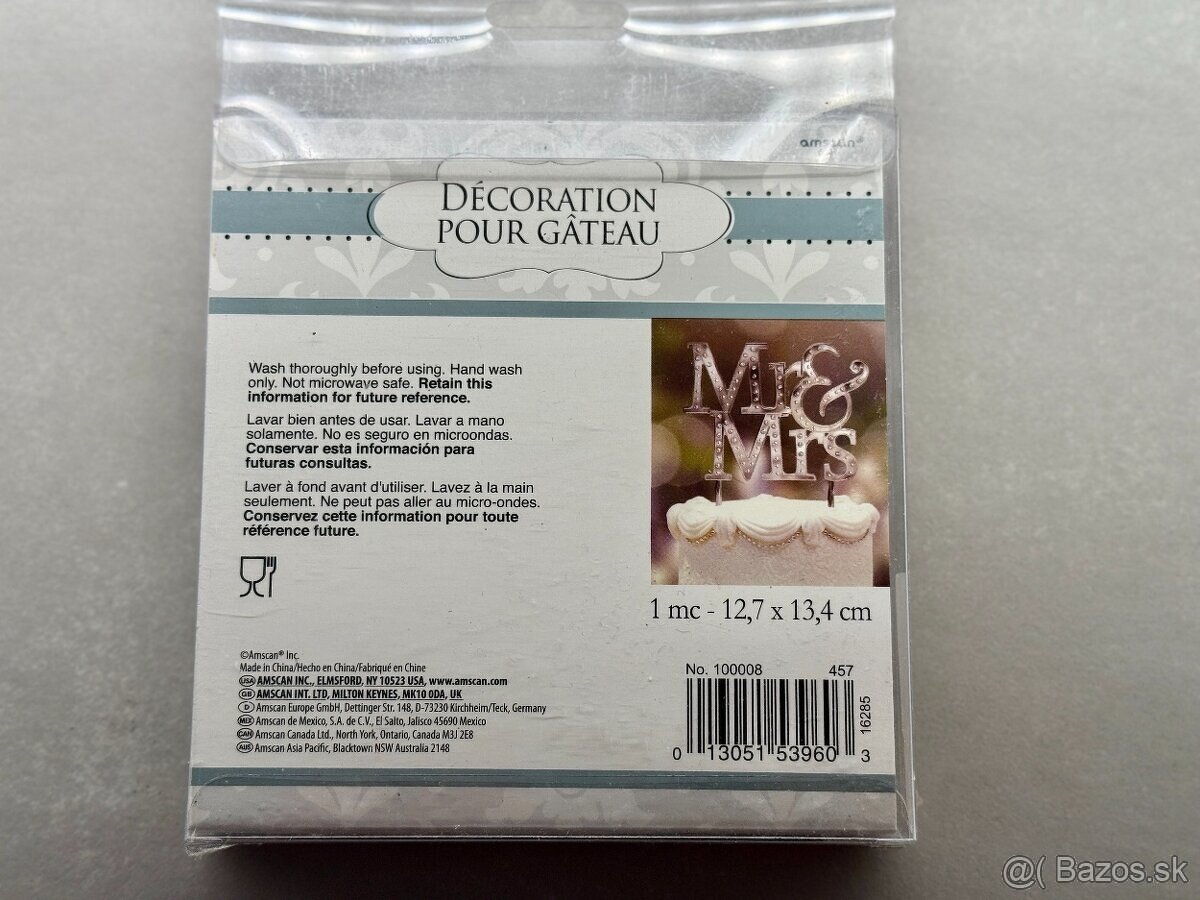 amscan®
DÉCORATION
POUR GÂTEAU
Wash thoroughly before using. Hand wash
only. Not microwave safe. Retain this
information for future reference.
Lavar bien antes de usar. Lavar a mano
solamente. No es seguro en microondas.
Conservar esta información para
futuras consultas.
Laver à fond avant d'utiliser. Lavez à la main
seulement. Ne peut pas aller au micro-ondes.
Conservez cette information pour toute
référence future.
Mr&
Mrs
1 mc - 12,7 x 13,4 cm
©Amscan® Inc.
Made in China/Hecho en China/Fabriqué en Chine
USA AMSCAN INC., ELMSFORD, NY 10523 USA, www.amscan.com
GB AMSCAN INT. LTD, MILTON KEYNES, MK10 0DA, UK
D Amscan Europe GmbH, Dettinger Str. 148, D-73230 Kirchheim/Teck, Germany
MEX Amscan de Mexico, S.A. de C.V., El Salto, Jalisco 45690 Mexico
CAN Amscan Canada Ltd., North York, Ontario, Canada M3J 2E8
AUS Amscan Asia Pacific, Blacktown NSW Australia 2148
No. 100008 457
16285
0 13051 53960 3
@( Bazos.sk